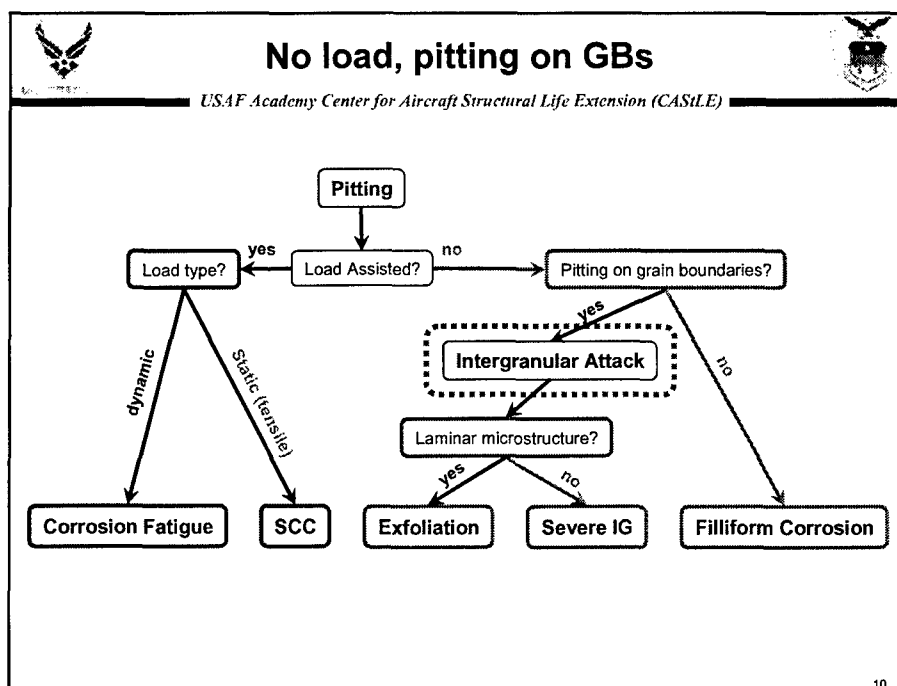 No load, pitting on GBs
USAF Academy Center for Aircraft Structural Life Extension (CAStLE)
Pitting
yes
no
Load type?
Load Assisted?
Pitting on grain boundaries?
yes
Intergranular Attack
dynamic
Static (tensile)
no
Laminar microstructure?
yes
no
Corrosion Fatigue
SCC
Exfoliation
Severe IG
Filliform Corrosion
10